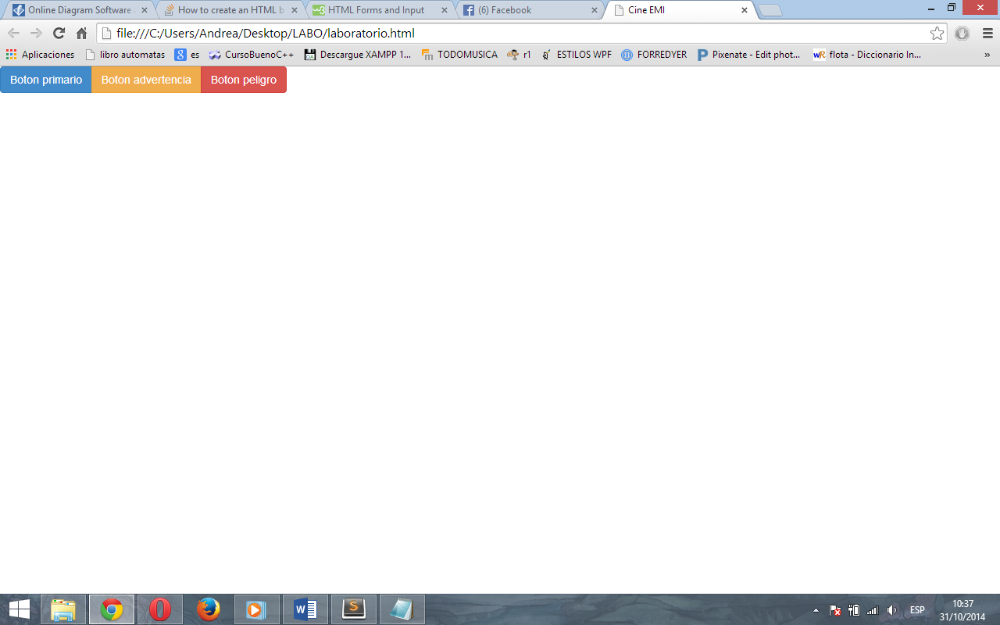 Online Diagram Software How to create an HTML b HTML Forms and Input (6) Facebook Cine EMI
file:///C:/Users/Andrea/Desktop/LABO/laboratorio.html
Aplicaciones libro automatas es CursoBuenoC++ Descargue XAMPP 1... TODOMUSICA r1 ESTILOS WPF FORREDYER Pixenate - Edit phot... flota - Diccionario In... »
Boton primario Boton advertencia Boton peligro
ESP 10:37
31/10/2014